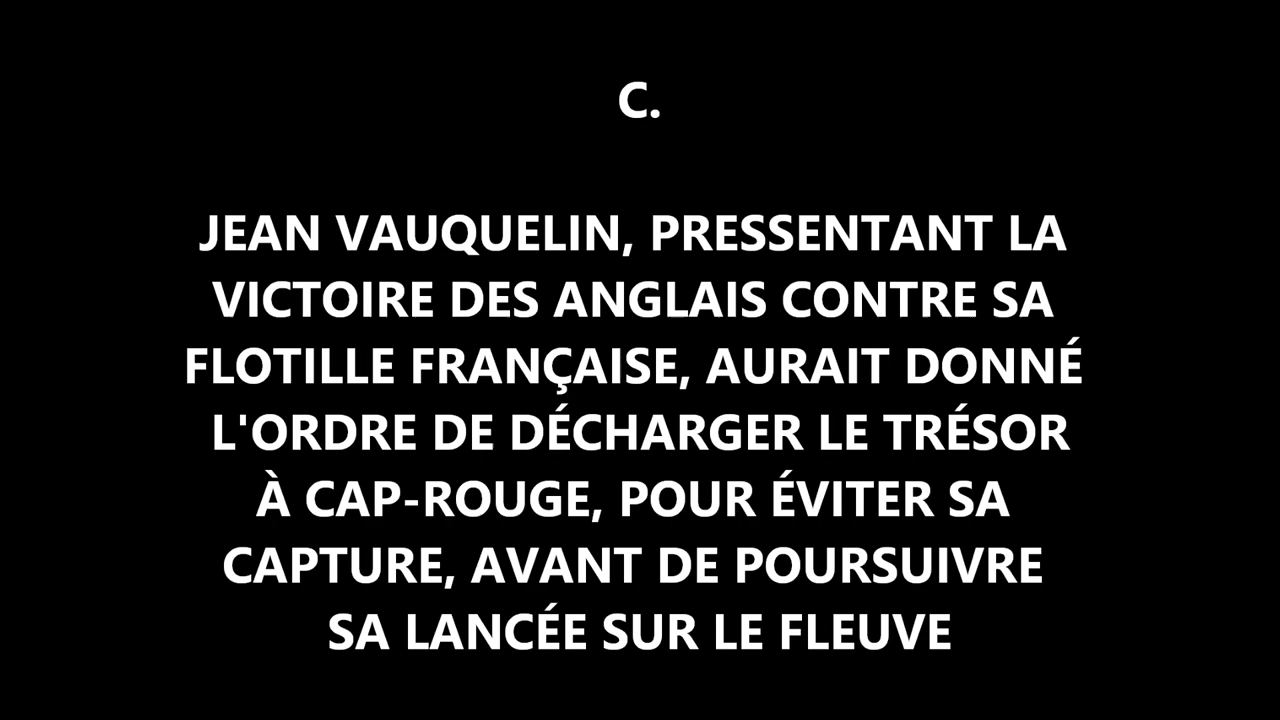 C.
JEAN VAUQUELIN, PRESSENTANT LA
VICTOIRE DES ANGLAIS CONTRE SA
FLOTILLE FRANÇAISE, AURAIT DONNÉ
L'ORDRE DE DÉCHARGER LE TRÉSOR
À CAP-ROUGE, POUR ÉVITER SA
CAPTURE, AVANT DE POURSUIVRE
SA LANCÉE SUR LE FLEUVE